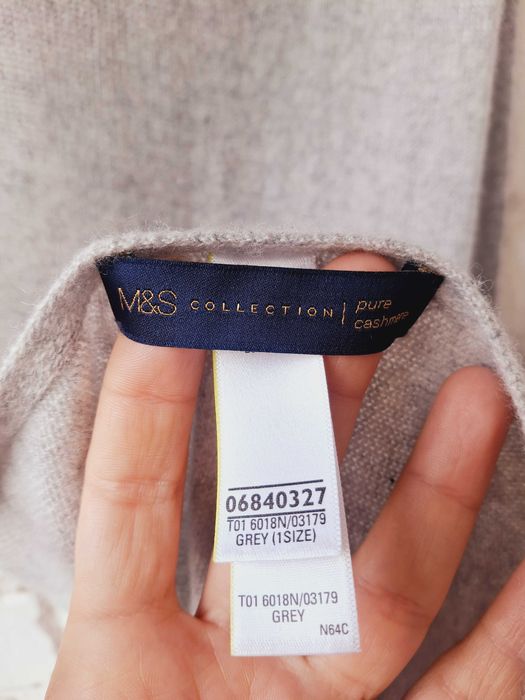 M&S COLLECTION | pure
cashmere
06840327
T01 6018N/03179
GREY (1SIZE)
T01 6018N/03179
GREY
N64C